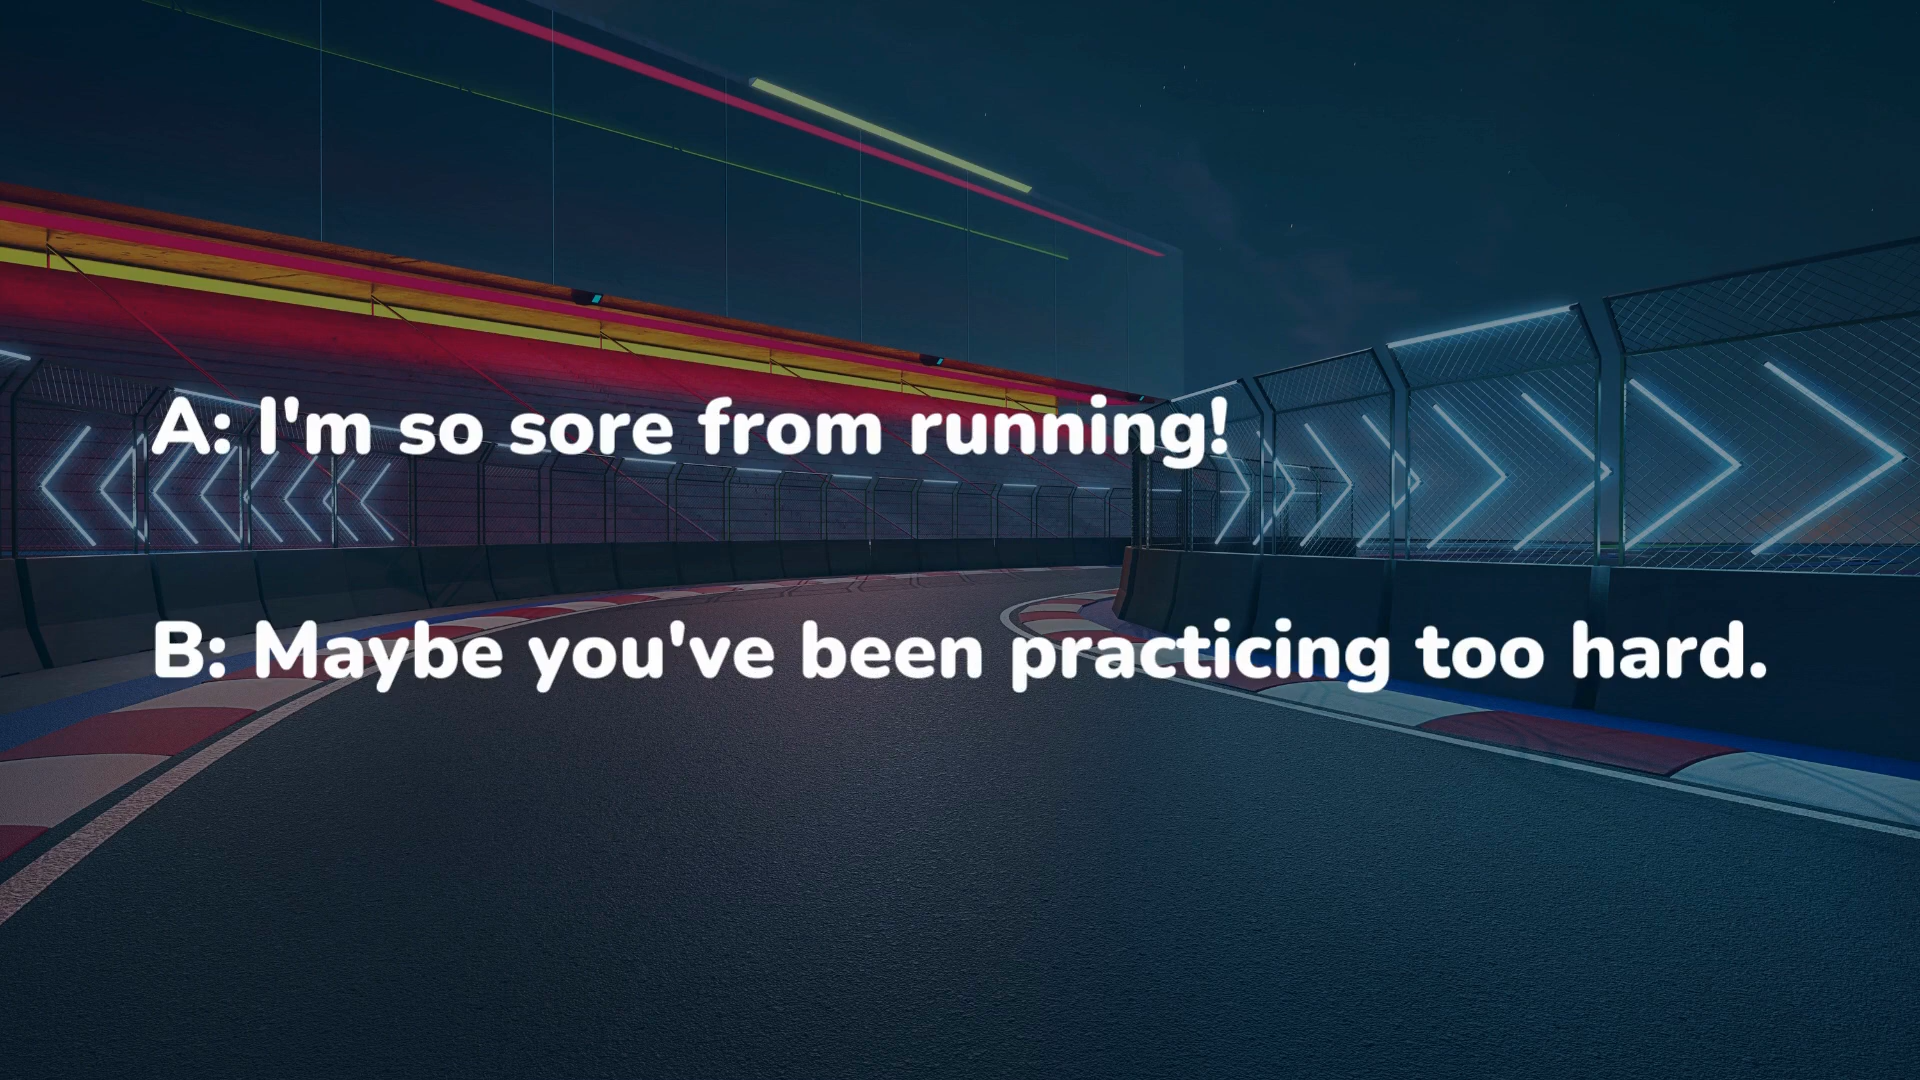 A: I'm so sore from running!
B: Maybe you've been practicing too hard.